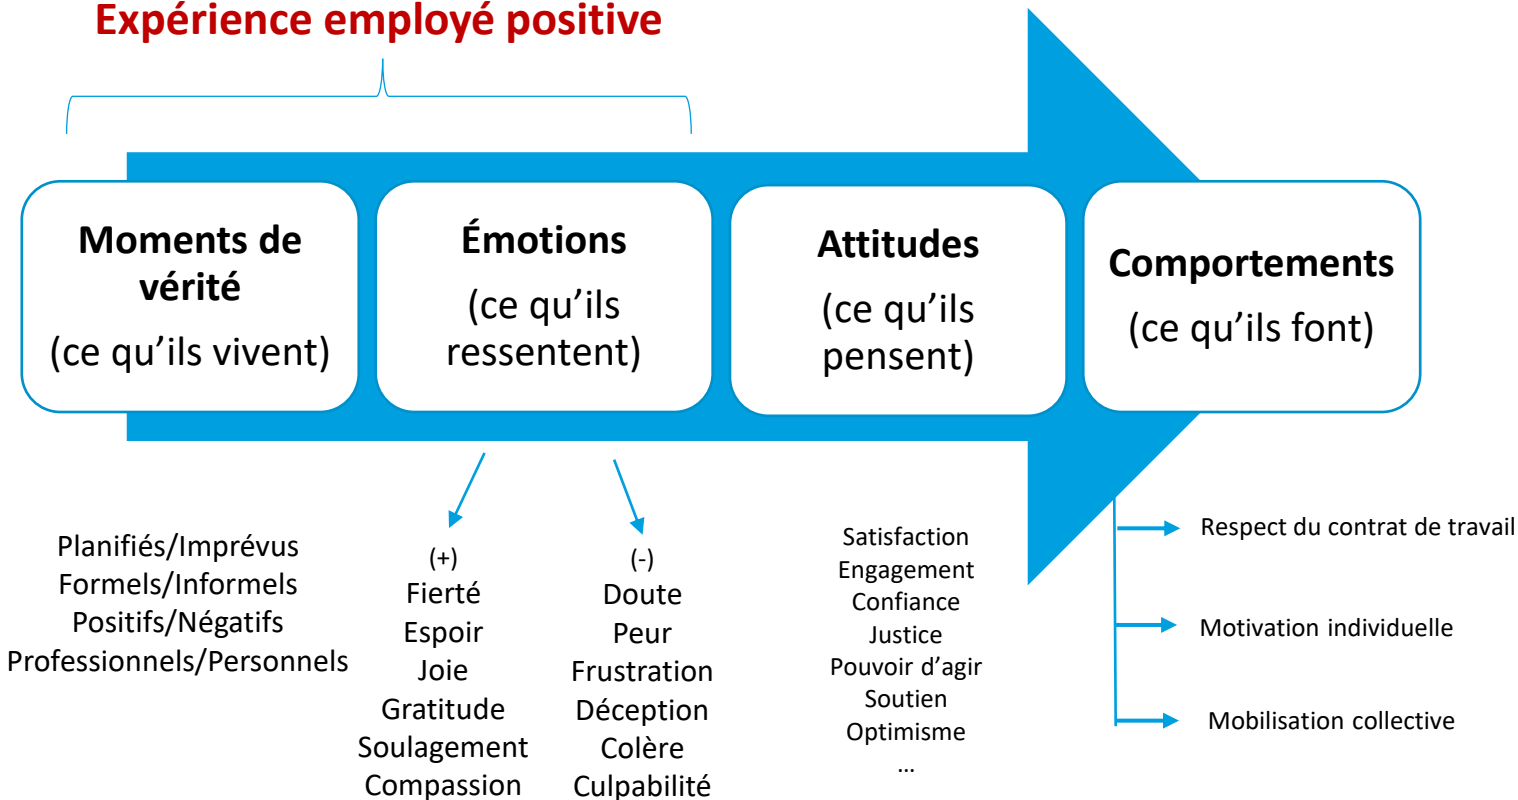 Expérience employé positive
Moments de
vérité
(ce qu’ils vivent)
Émotions
(ce qu’ils
ressentent)
Attitudes
(ce qu’ils
pensent)
Comportements
(ce qu’ils font)
Planifiés/Imprévus
Formels/Informels
Positifs/Négatifs
Professionnels/Personnels
(+)
Fierté
Espoir
Joie
Gratitude
Soulagement
Compassion
(-)
Doute
Peur
Frustration
Déception
Colère
Culpabilité
Satisfaction
Engagement
Confiance
Justice
Pouvoir d’agir
Soutien
Optimisme
…
Respect du contrat de travail
Motivation individuelle
Mobilisation collective